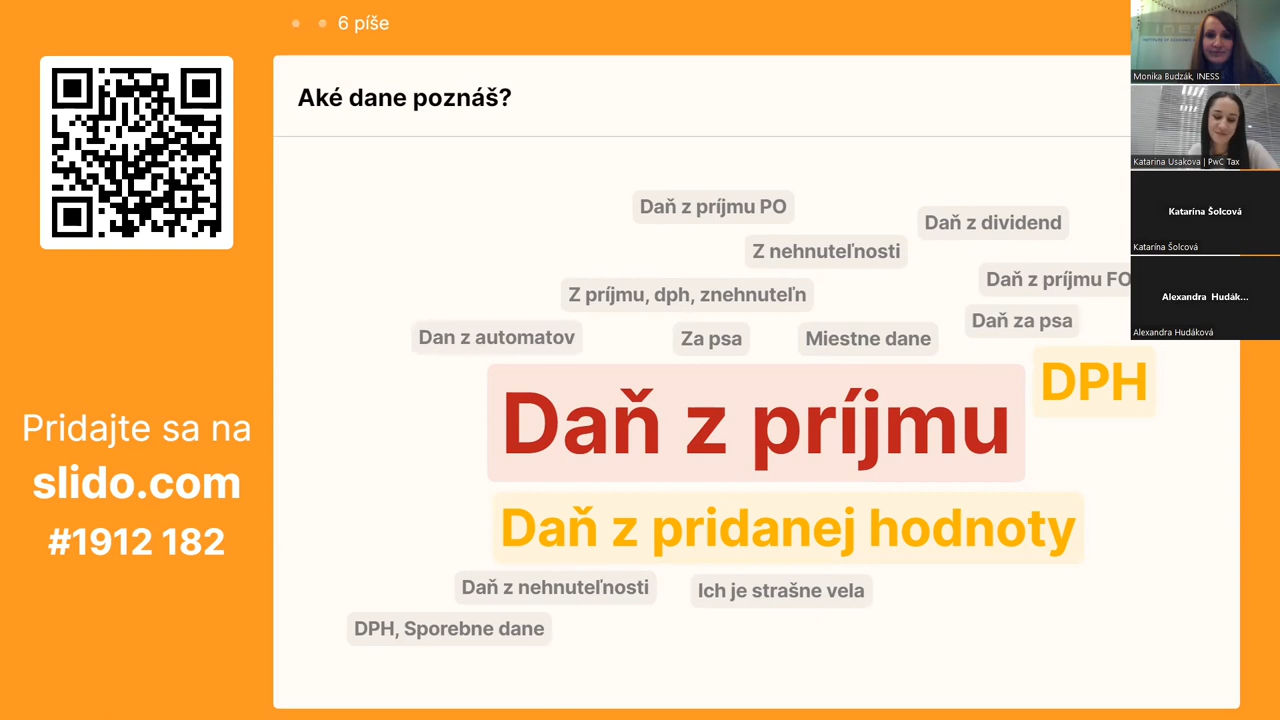 6 píše
Aké dane poznáš?
Pridajte sa na
slido.com
#1912 182
Daň z príjmu PO
Daň z dividend
Z nehnuteľnosti
Daň z príjmu FO
Z príjmu, dph, znehnuteľn
Daň za psa
Dan z automatov
Za psa
Miestne dane
DPH
Daň z príjmu
Daň z pridanej hodnoty
Daň z nehnuteľnosti
Ich je strašne vela
DPH, Sporebne dane
Monika Budzák, INESS
Katarina Usakova | PwC Tax
Katarína Šolcová
Katarína Šolcová
Alexandra Hudák...
Alexandra Hudáková